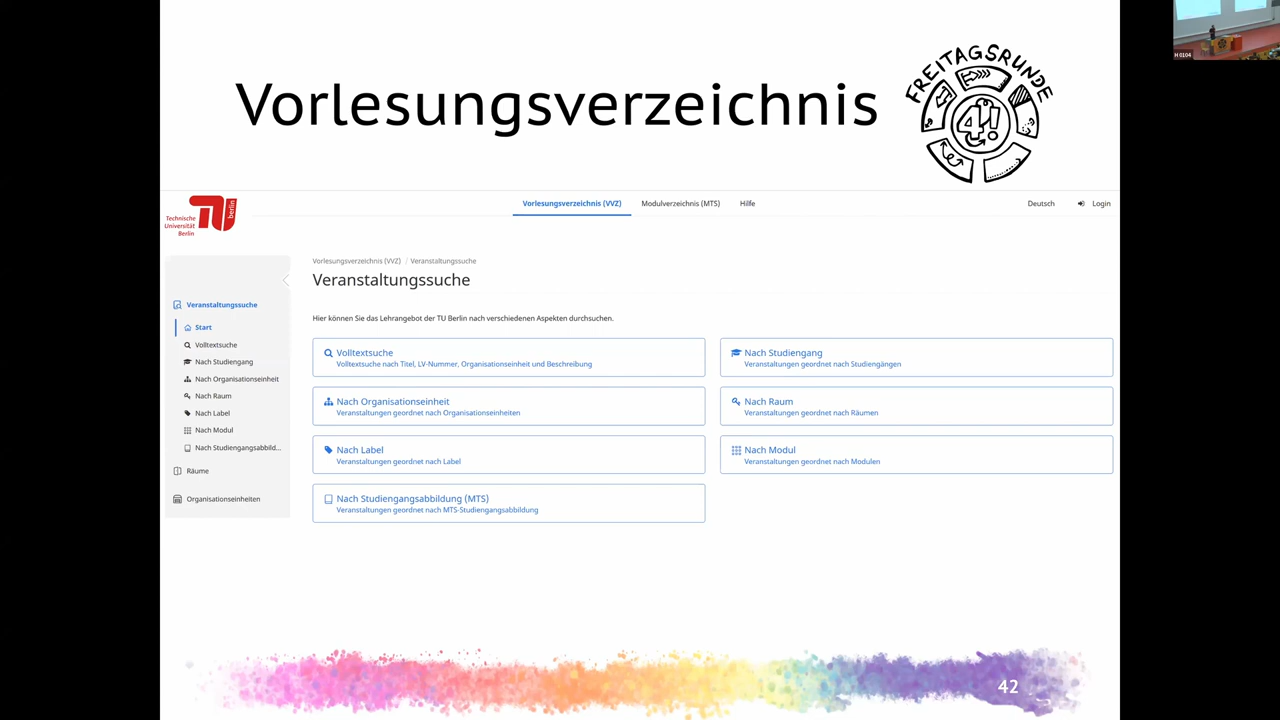 Vorlesungsverzeichnis
FREITAGSRUNDE
4!
H 0104
Technische
Universität
Berlin
berlin
Vorlesungsverzeichnis (VVZ)
Modulverzeichnis (MTS)
Hilfe
Deutsch
Login
Veranstaltungssuche
Start
Volltextsuche
Nach Studiengang
Nach Organisationseinheit
Nach Raum
Nach Label
Nach Modul
Nach Studiengangsabbild...
Räume
Organisationseinheiten
Vorlesungsverzeichnis (VVZ) / Veranstaltungssuche
Veranstaltungssuche
Hier können Sie das Lehrangebot der TU Berlin nach verschiedenen Aspekten durchsuchen.
Volltextsuche
Volltextsuche nach Titel, LV-Nummer, Organisationseinheit und Beschreibung
Nach Studiengang
Veranstaltungen geordnet nach Studiengängen
Nach Organisationseinheit
Veranstaltungen geordnet nach Organisationseinheiten
Nach Raum
Veranstaltungen geordnet nach Räumen
Nach Label
Veranstaltungen geordnet nach Label
Nach Modul
Veranstaltungen geordnet nach Modulen
Nach Studiengangsabbildung (MTS)
Veranstaltungen geordnet nach MTS-Studiengangsabbildung
42